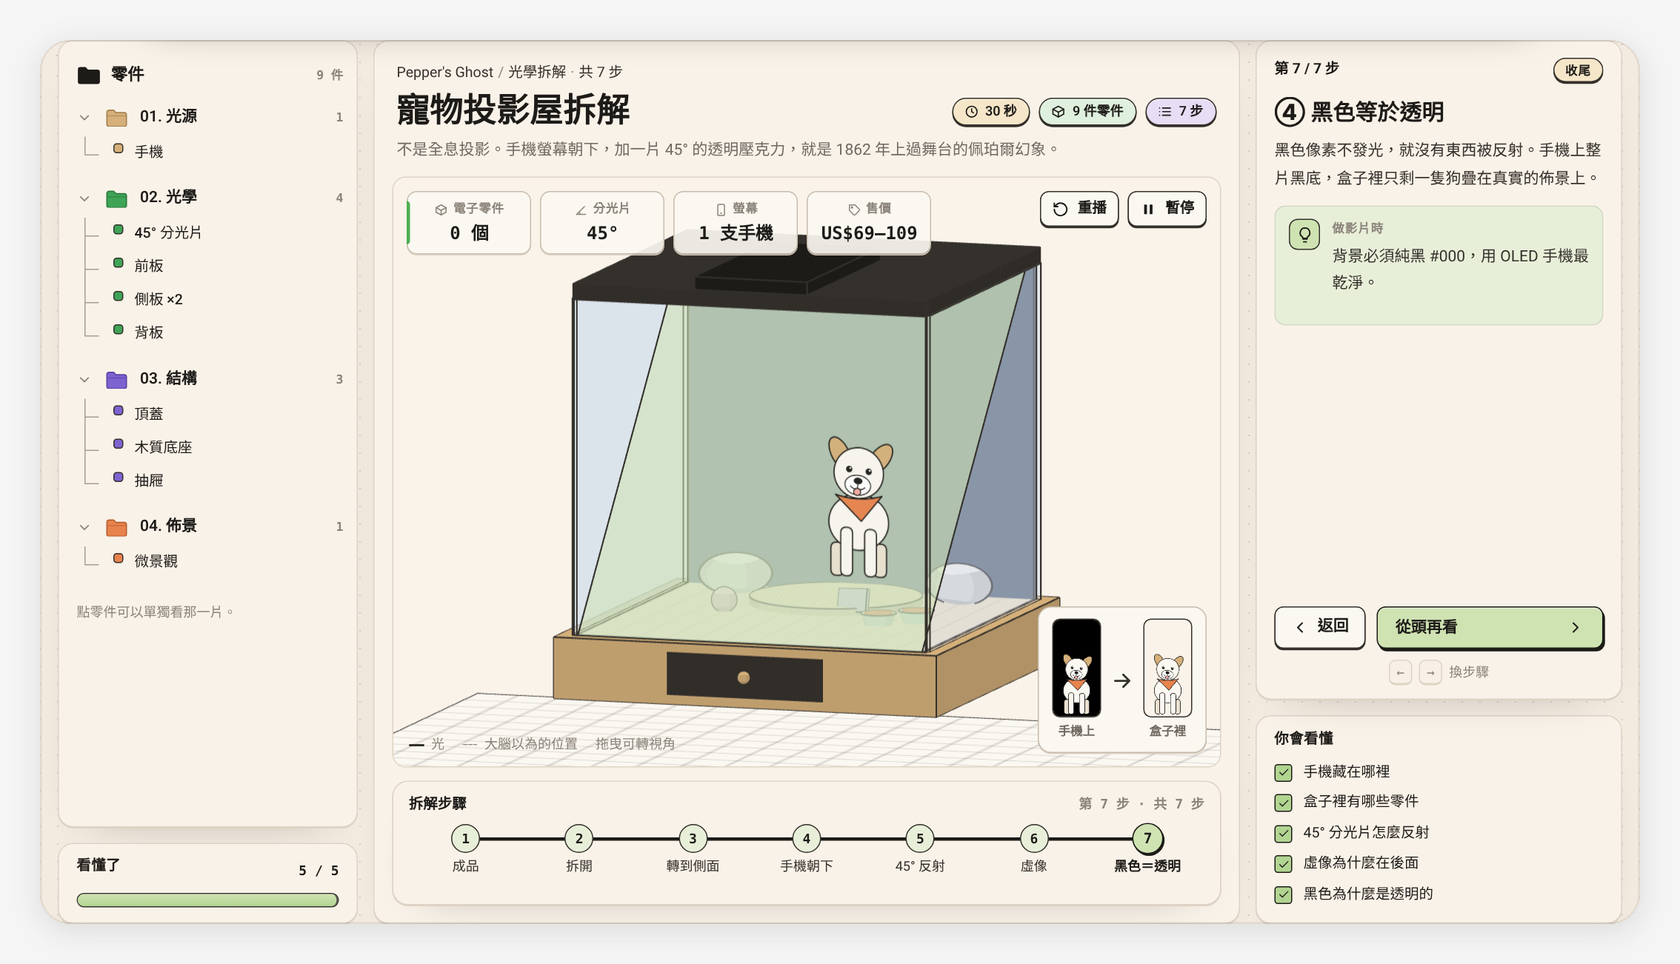 零件
9 件
01. 光源
1
手機
02. 光學
4
45° 分光片
前板
側板 ×2
背板
03. 結構
3
頂蓋
木質底座
抽屜
04. 佈景
1
微景觀
點零件可以單獨看那一片。
看懂了
5 / 5
Pepper's Ghost / 光學拆解 · 共 7 步
寵物投影屋拆解
30 秒
9 件零件
7 步
不是全息投影。手機螢幕朝下，加一片 45° 的透明壓克力，就是 1862 年上過舞台的佩珀爾幻象。
電子零件
0 個
分光片
45°
螢幕
1 支手機
售價
US$69–109
重播
暫停
手機上
→
盒子裡
光
大腦以為的位置
拖曳可轉視角
拆解步驟
第 7 步 · 共 7 步
1
2
3
4
5
6
7
成品
拆開
轉到側面
手機朝下
45° 反射
虛像
黑色＝透明
第 7 / 7 步
收尾
④ 黑色等於透明
黑色像素不發光，就沒有東西被反射。手機上整
片黑底，盒子裡只剩一隻狗疊在真實的佈景上。
做影片時
背景必須純黑 #000，用 OLED 手機最
乾淨。
返回
從頭再看
← → 換步驟
你會看懂
手機藏在哪裡
盒子裡有哪些零件
45° 分光片怎麼反射
虛像為什麼在後面
黑色為什麼是透明的